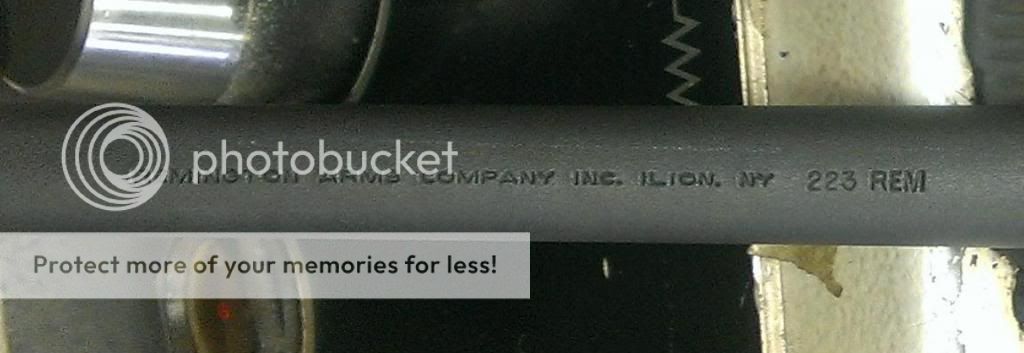 photobucket
ARMS COMPANY INC. ILION. NY 223 REM
Protect more of your memories for less!